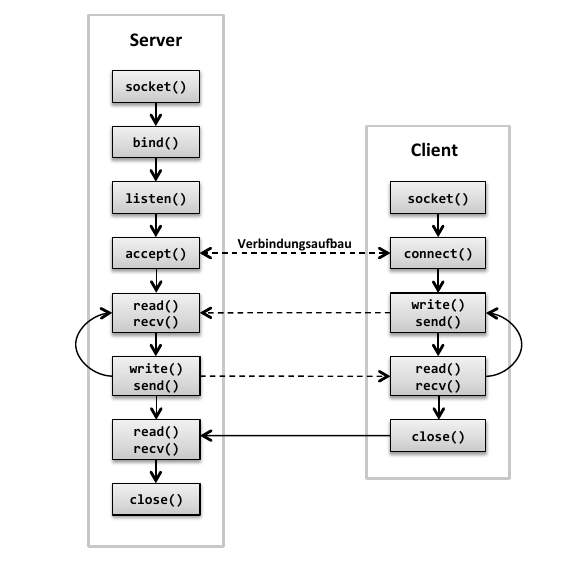 Server
socket()
bind()
listen()
accept()
read()
recv()
write()
send()
read()
recv()
close()
Verbindungsaufbau
Client
socket()
connect()
write()
send()
read()
recv()
close()